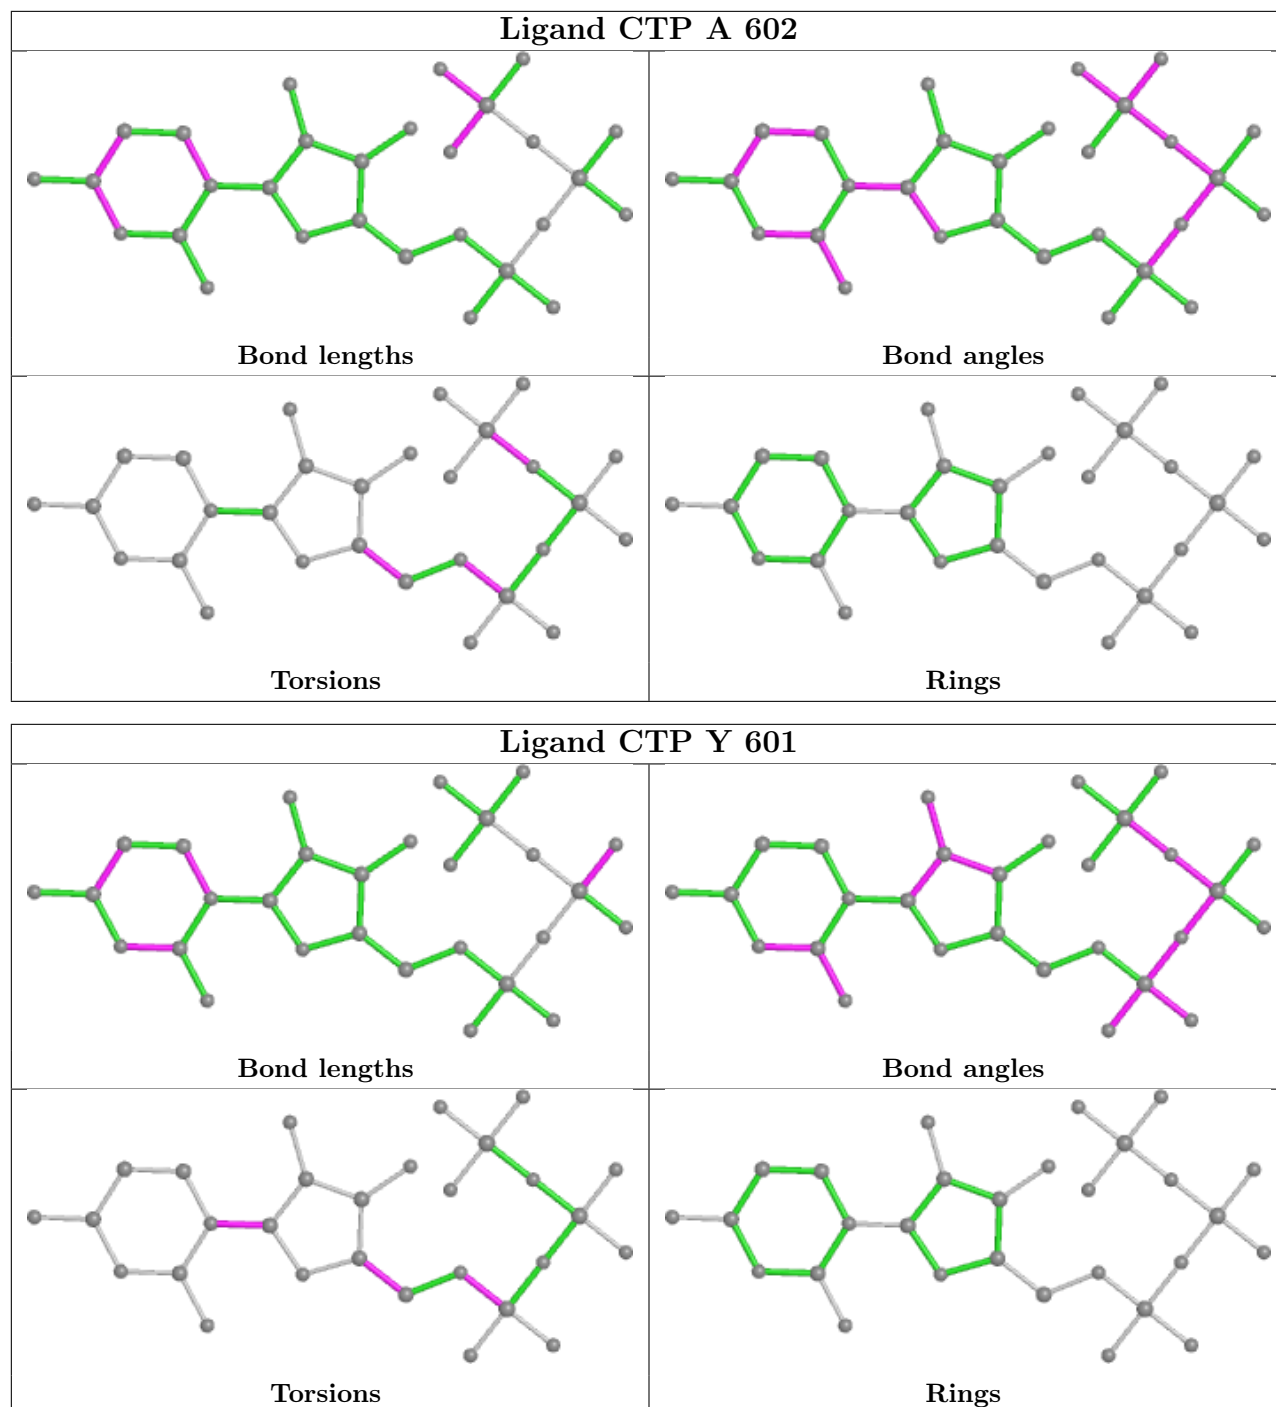 Ligand CTP A 602
Bond lengths
Bond angles
Torsions
Rings
Ligand CTP Y 601
Bond lengths
Bond angles
Torsions
Rings